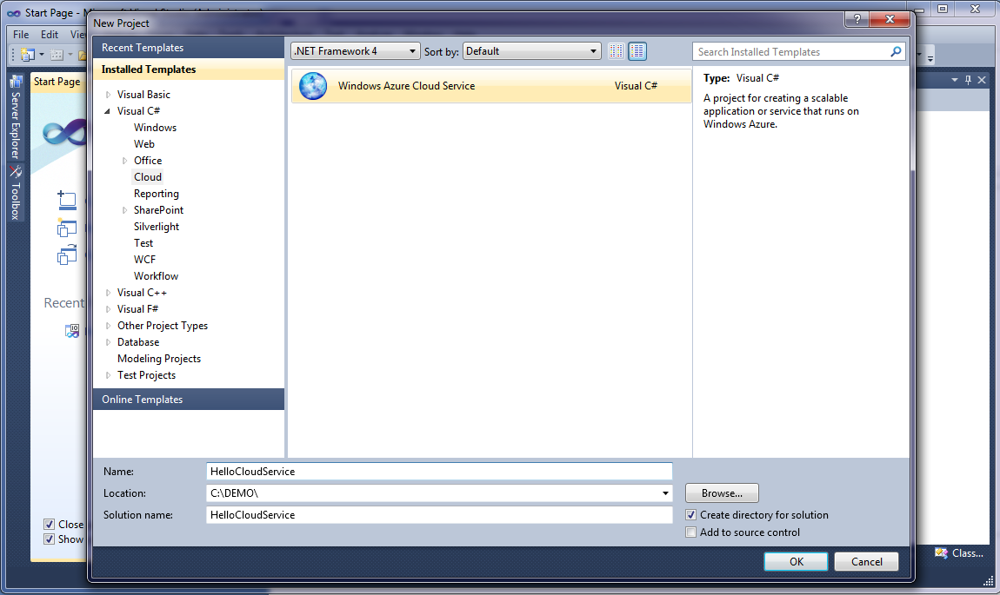 Start Page -
New Project
File Edit
Recent Templates
.NET Framework 4
Sort by: Default
Search Installed Templates
Installed Templates
Start Page
Server Explorer
Toolbox
Visual Basic
Visual C#
Windows
Web
Office
Cloud
Reporting
SharePoint
Silverlight
Test
WCF
Workflow
Visual C++
Visual F#
Other Project Types
Database
Modeling Projects
Test Projects
Online Templates
Windows Azure Cloud Service Visual C#
Type: Visual C#
A project for creating a scalable
application or service that runs on
Windows Azure.
Recent
Name: HelloCloudService
Location: C:\DEMO\
Browse...
Solution name: HelloCloudService
Create directory for solution
Add to source control
Close
Show
OK
Cancel
Class...